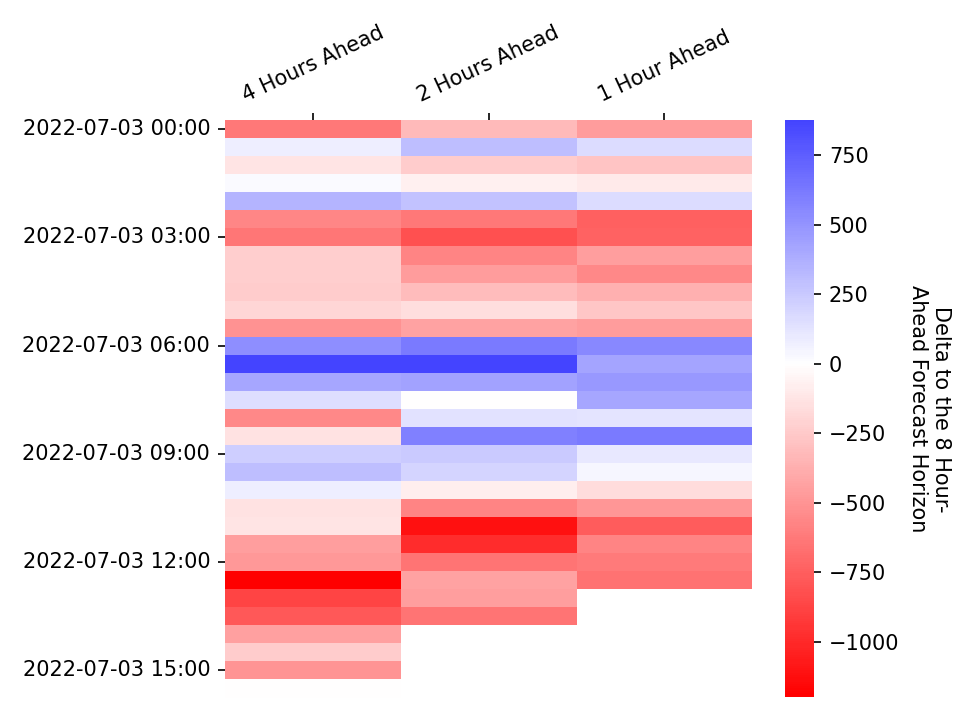 4 Hours Ahead
2 Hours Ahead
1 Hour Ahead
2022-07-03 00:00
2022-07-03 03:00
2022-07-03 06:00
2022-07-03 09:00
2022-07-03 12:00
2022-07-03 15:00
750
500
250
0
−250
−500
−750
−1000
Delta to the 8 Hour-
Ahead Forecast Horizon